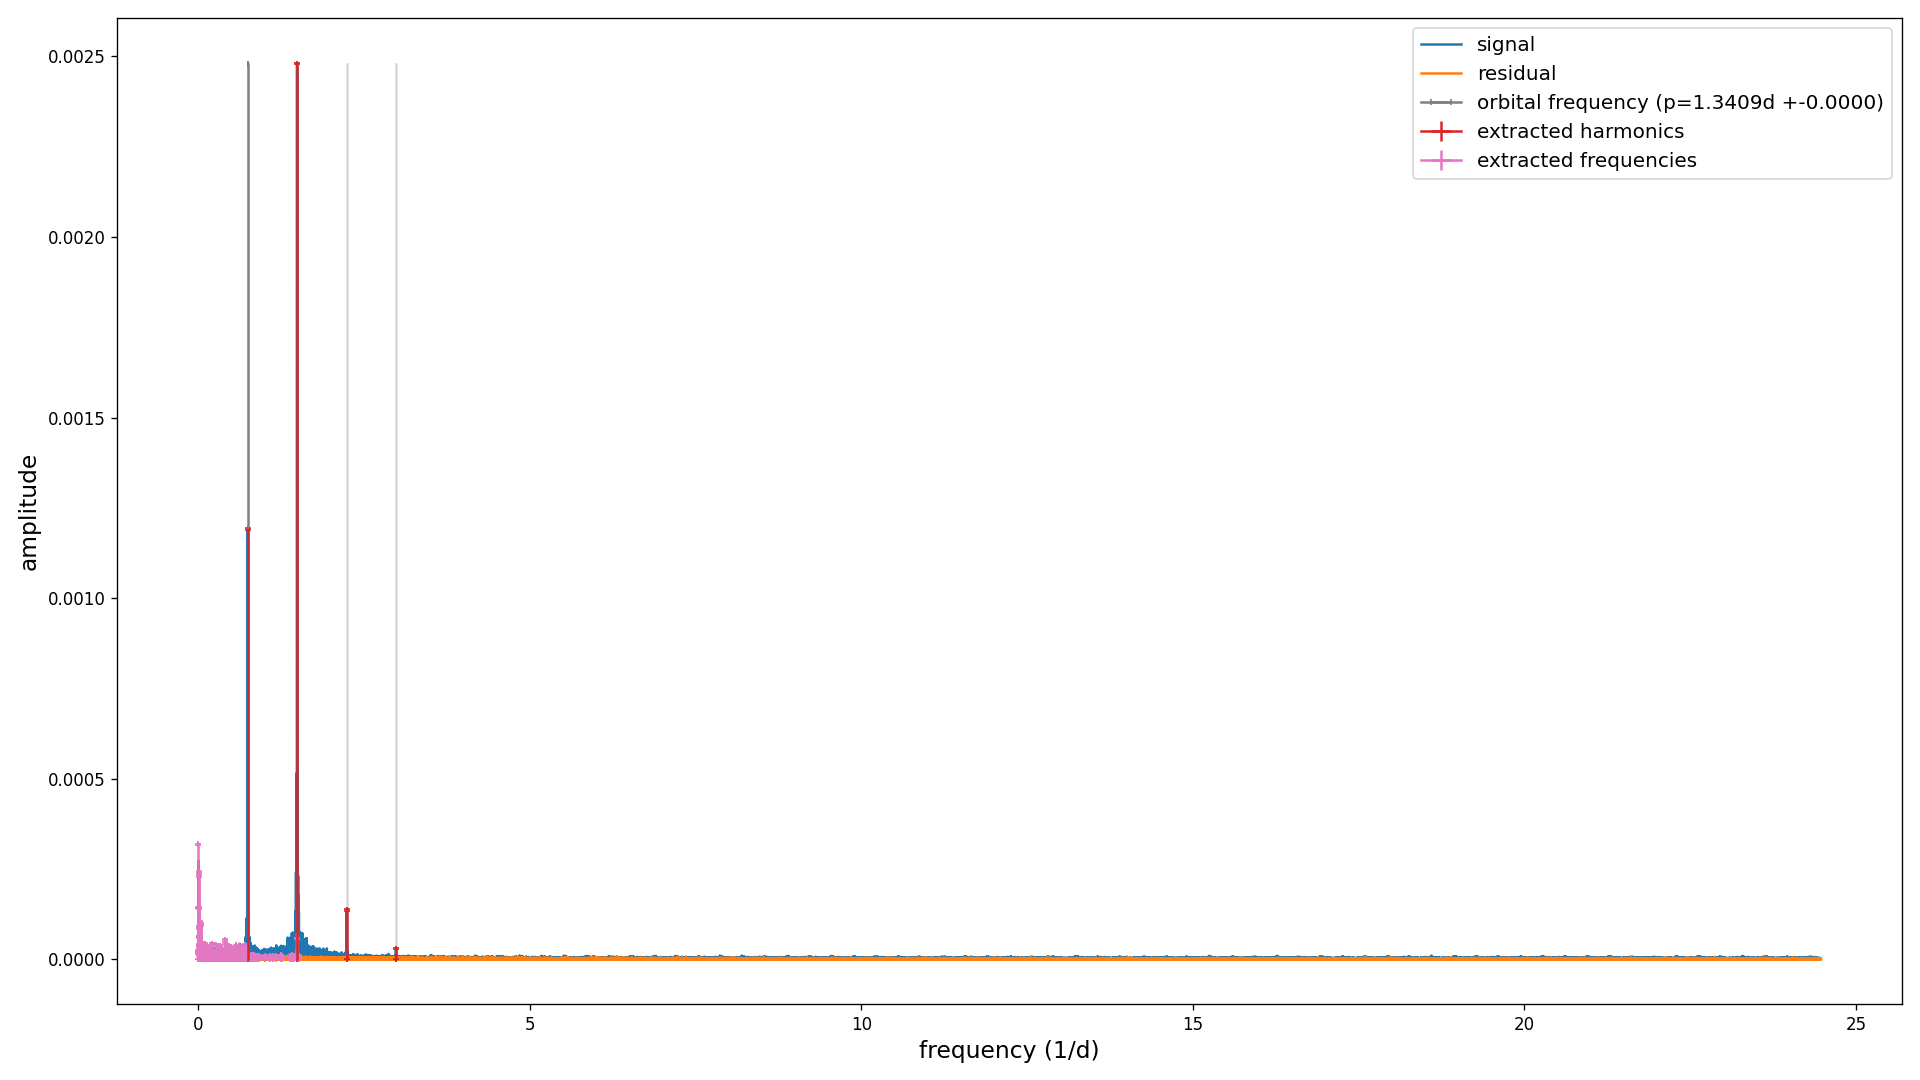 signal
residual
orbital frequency (p=1.3409d +-0.0000)
extracted harmonics
extracted frequencies
0.0025
0.0020
0.0015
0.0010
0.0005
0.0000
amplitude
0 5 10 15 20 25
frequency (1/d)